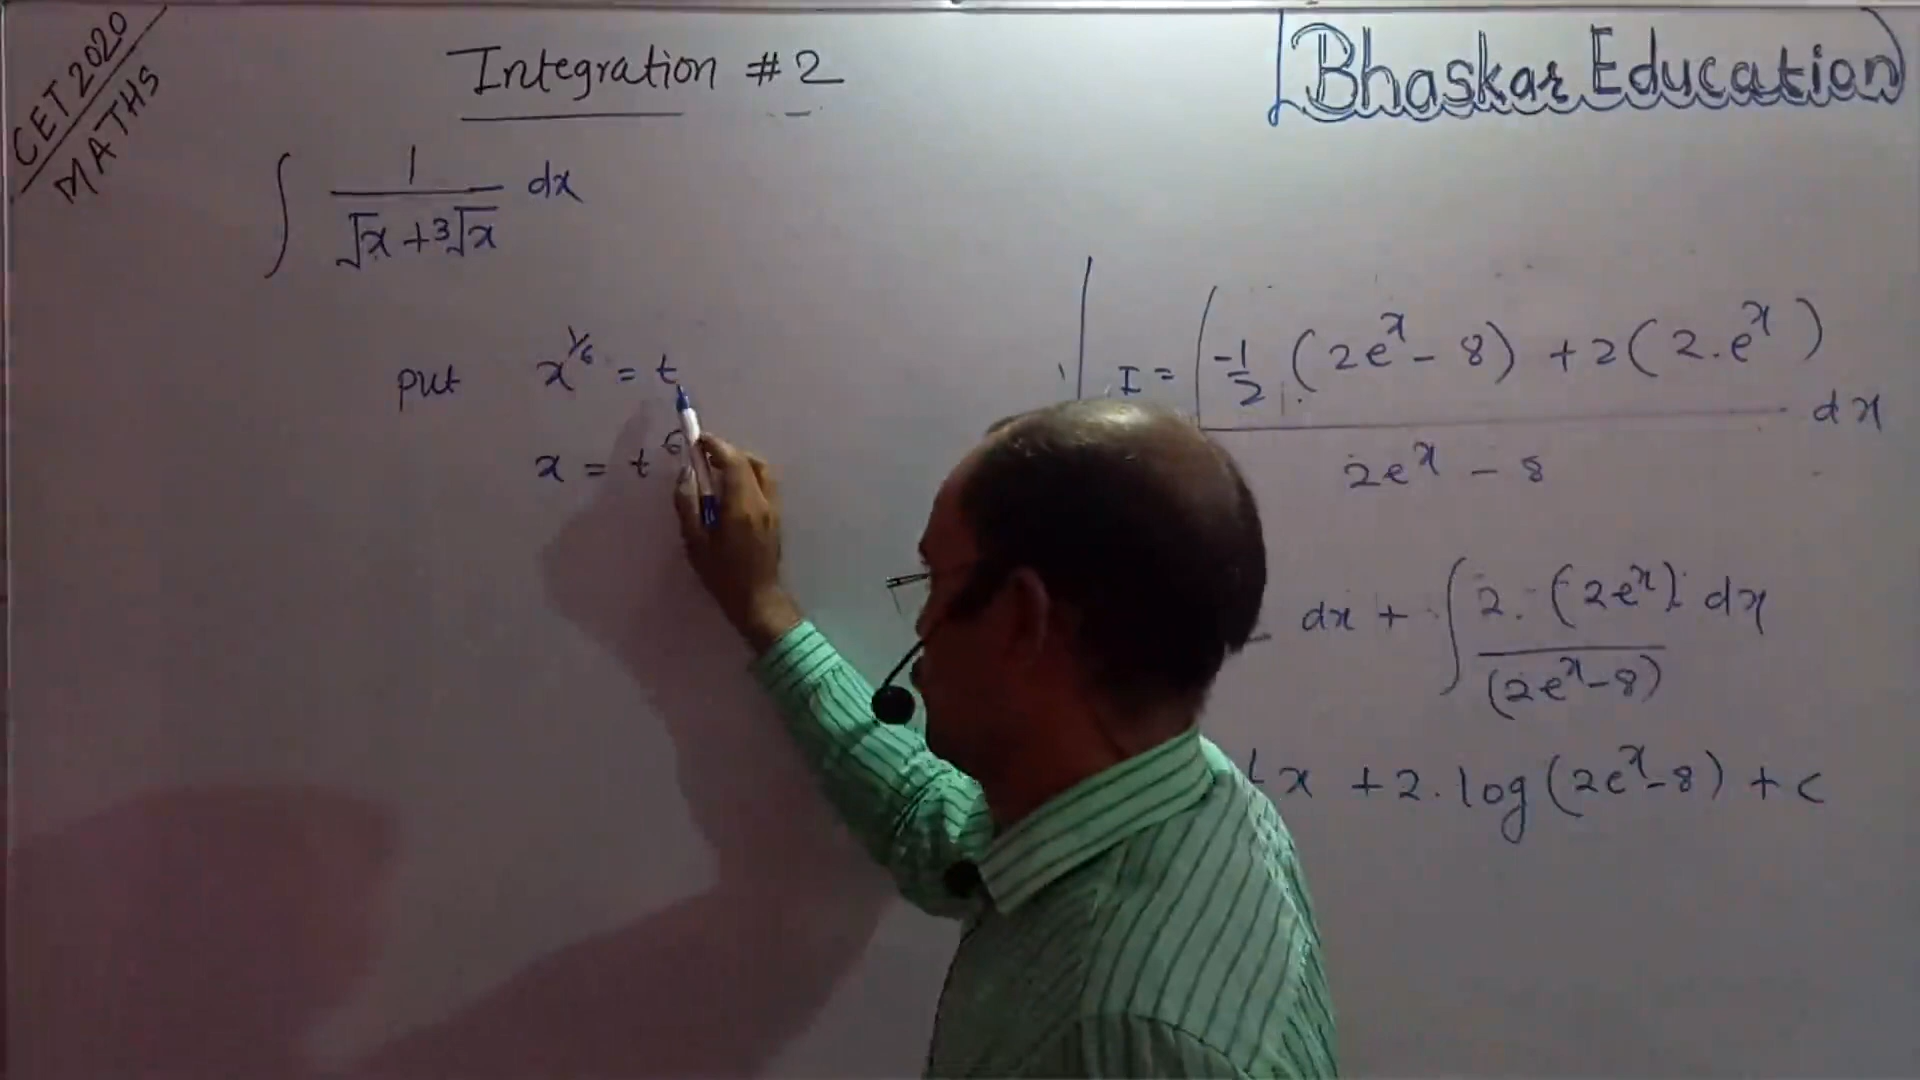 CET 2020
MATHS
Integration #2
Bhaskar Education
∫ 1/(√x + ³√x) dx
put x^{1/6} = t
x = t^6
I = ∫ (-1/2 (2e^x - 8) + 2(2.e^x))/(2e^x - 8) dx
dx + ∫ 2.(2e^x)/(2e^x-8) dx
x + 2.log(2e^x-8) + c